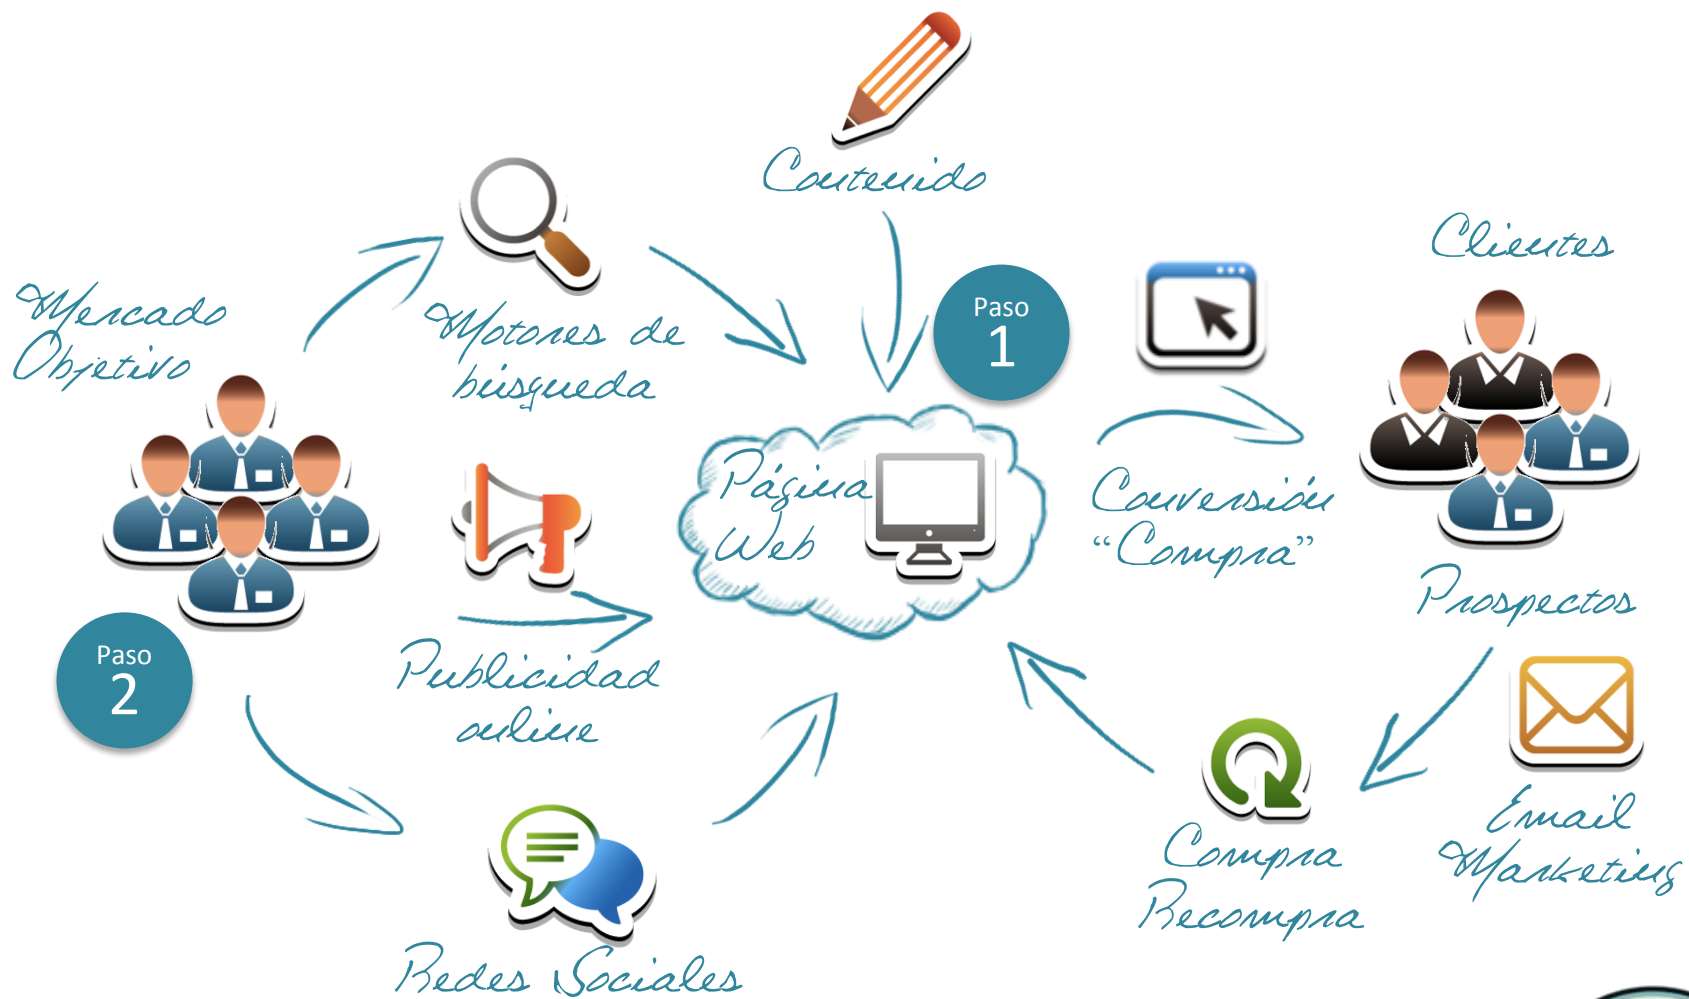 Contenido
Clientes
Mercado
Objetivo
Motores de
búsqueda
Paso
1
Página
Web
Conversión
“Compra”
Prospectos
Paso
2
Publicidad
online
Compra
Recompra
Email
Marketing
Redes Sociales